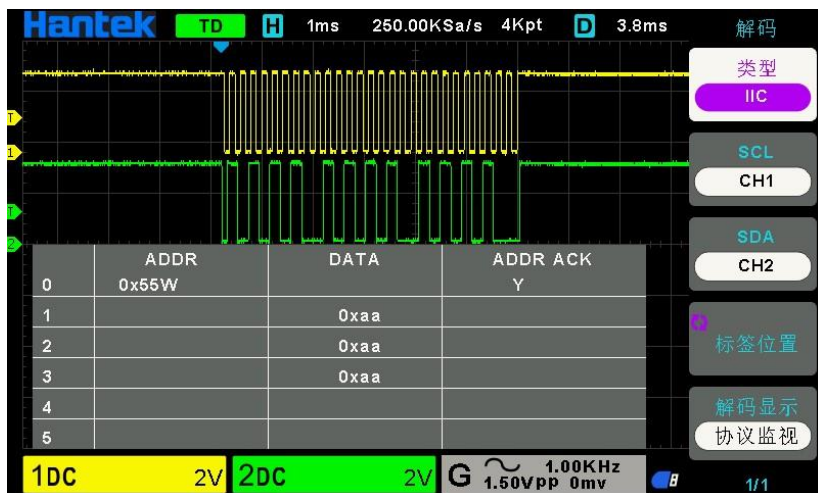 Hantek TD H 1ms 250.00KSa/s 4Kpt D 3.8ms 解码
类型
IIC
T
1
SCL
CH1
T
SDA
2
CH2
ADDR DATA ADDR ACK
0 0x55W Y
1 0xaa
2 0xaa
标签位置
3 0xaa
4
解码显示
5
协议监视
1DC 2V 2DC 2V G 1.00KHz
1.50Vpp 0mv
1/1